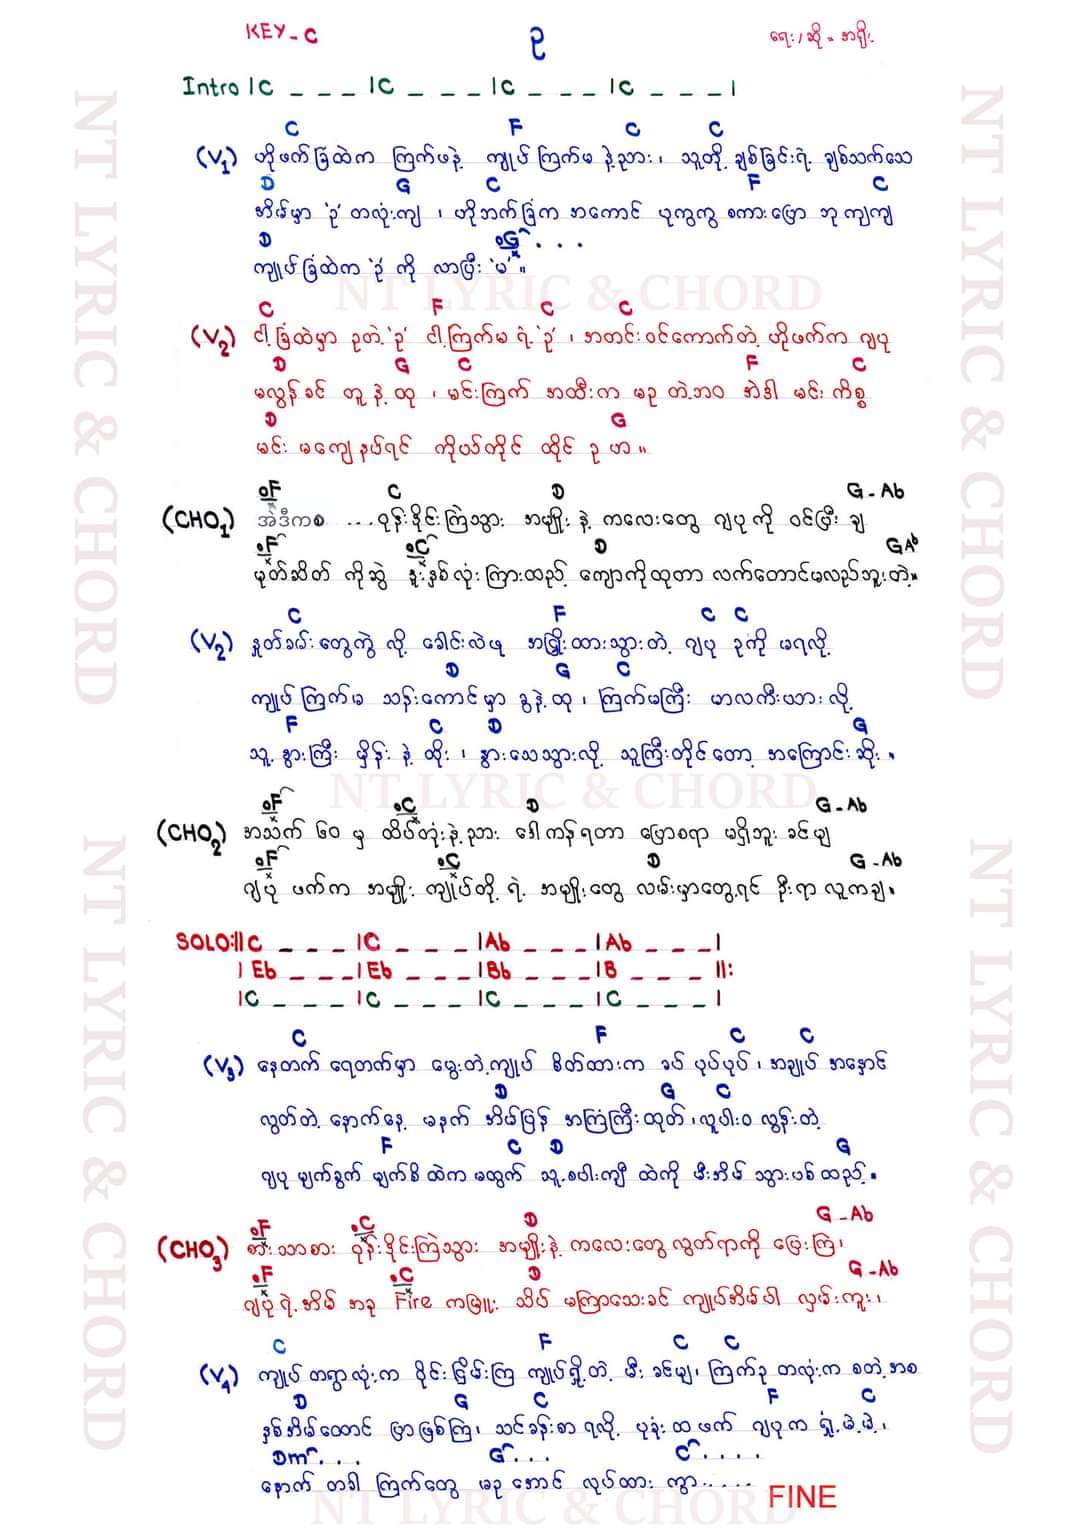 KEY - C
ဥ
ရေး/ဆို - အရိုး
Intro | C _ _ _ | C _ _ _ | C _ _ _ | C _ _ _ |
C F C C
(V1) ဟိုဖက်ခြံထဲက ကြက်ဖနဲ့ ကျုပ်ကြက်မ နဲ့ညား၊ သူတို့ ချစ်ခြင်းရဲ့ ချစ်သက်သေ
D G C F C
အိမ်မှာ 'ဥ' တလုံးကျ ၊ ဟိုဘက်ခြံက အကောင် ပုကွကွ စကားပြော ဘုကျကျ
D G . . .
ကျုပ်ခြံထဲက 'ဥ' ကို လာပြီး 'မ' ။
C F C C
(V2) ငါ့ခြံထဲမှာ ဥတဲ့ 'ဥ' ငါ့ကြက်မ ရဲ့ 'ဥ' ၊ အတင်းဝင်ကောက်တဲ့ ဟိုဖက်က ဂျပု
D G C F C
မလွန်ခင် တူ နဲ့ ထု ၊ မင်းကြက် အထီးက မဥ တဲ့ဘဝ အဲဒါ မင်း ကိစ္စ
D G
မင်း မကျေနပ်ရင် ကိုယ်တိုင် ထိုင် ဥ ဟ ။
F C D G - Ab
(CHO1) အဲဒီကစ ... ဝုန်းဒိုင်းကြဲသွား အမျိုး နဲ့ ကလေးတွေ ဂျပုကို ဝင်ပြီး ချ
F C D G Ab
မုတ်ဆိတ် ကိုဆွဲ ဒူးနှစ်လုံးကြားထည့် ကျောကိုထုတာ လက်တောင်မလည်ဘူးတဲ့။
C F C C
(V2) နှုတ်ခမ်းတွေကွဲ လို့ ခေါင်းလဲဖု အငြှိုးထားသွားတဲ့ ဂျပု ဥကို မရလို့
D G C
ကျုပ်ကြက်မ သန်းကောင်မှာ ခွနဲ့ထု ၊ ကြက်မကြီး မာလကီးယားလို့
F C D G
သူ့နွားကြီး မှိန်း နဲ့ ထိုး ၊ နွားသေသွားလို့ သူကြီးတိုင်တော့ အကြောင်းဆိုး ။
F C D G - Ab
(CHO2) အသက် ၆၀ မှ ထိပ်တုံးနဲ့ညား ဒေါကန်ရတာ ပြောစရာ မရှိဘူး ခင်မျ
F C D G - Ab
ဂျပု ဖက်က အမျိုး ကျုပ်တို့ ရဲ့ အမျိုးတွေ လမ်းမှာတွေ့ရင် ဦးရာ လူကချ။
SOLO:|| C _ _ _ | C _ _ _ | Ab _ _ _ | Ab _ _ _ |
| Eb _ _ _ | Eb _ _ _ | Bb _ _ _ | B _ _ _ ||:
| C _ _ _ | C _ _ _ | C _ _ _ | C _ _ _ |
C F C C
(V3) နေတက် ရေတက်မှာ မွေးတဲ့ကျုပ် စိတ်ထားက ခပ် ပုပ်ပုပ် ၊ အချုပ် အနှောင်
D G C
လွတ်တဲ့ နောက်နေ့ မနက် အိမ်ပြန် အကြံကြီးထုတ် ၊ လူပါးဝ လွန်းတဲ့
F C D G
ဂျပု မျက်ခွက် မျက်စိ ထဲက မထွက် သူ့စပါးကျီ ထဲကို မီးအိမ် သွားပစ်ထည့်။
F C D G - Ab
(CHO3) စားသာစား ဝုန်းဒိုင်းကြဲသွား အမျိုးနဲ့ ကလေးတွေ လွတ်ရာကို ပြေးကြ၊
F C D G - Ab
ဂျပုရဲ့အိမ် အခု Fire ကမြူး သိပ် မကြာသေးခင် ကျုပ်အိမ်ပါ လှမ်းကူး၊
C F C C
(V4) ကျုပ် တရွာလုံးက ဝိုင်းငြိမ်းကြ ကျုပ်ရှို့တဲ့ မီး ခင်မျ၊ ကြက်ဥ တလုံးက စတဲ့အစ
D G C F C
နှစ်အိမ်ထောင် ပြာဖြစ်ကြ၊ သင်ခန်းစာရလို့ ပုခုံးထမ်ဖက် ဂျပုက ရှုံ့မဲ့မဲ့၊
Dm . . . G . . . C . . . .
နောက် တခါ ကြက်တွေ မဥ အောင် လုပ်ထား ကွာ .....
FINE
NT LYRIC & CHORD
NT LYRIC & CHORD
NT LYRIC & CHORD
NT LYRIC & CHORD
NT LYRIC & CHORD
NT LYRIC & CHORD
NT LYRIC & CHORD